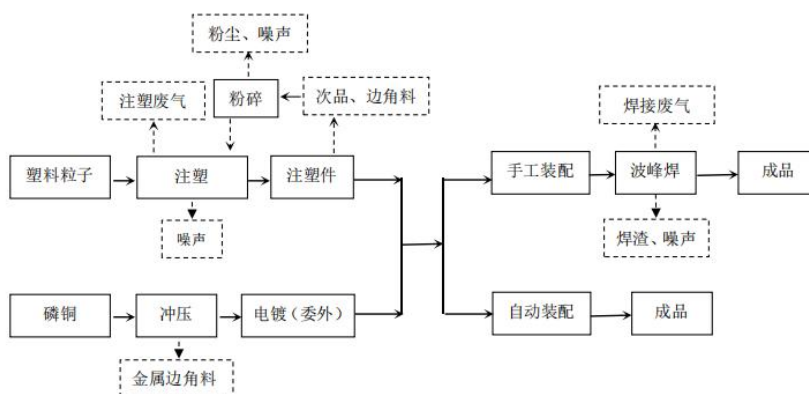 粉尘、噪声
注塑废气
粉碎
次品、边角料
焊接废气
塑料粒子
注塑
注塑件
手工装配
波峰焊
成品
噪声
焊渣、噪声
磷铜
冲压
电镀（委外）
自动装配
成品
金属边角料